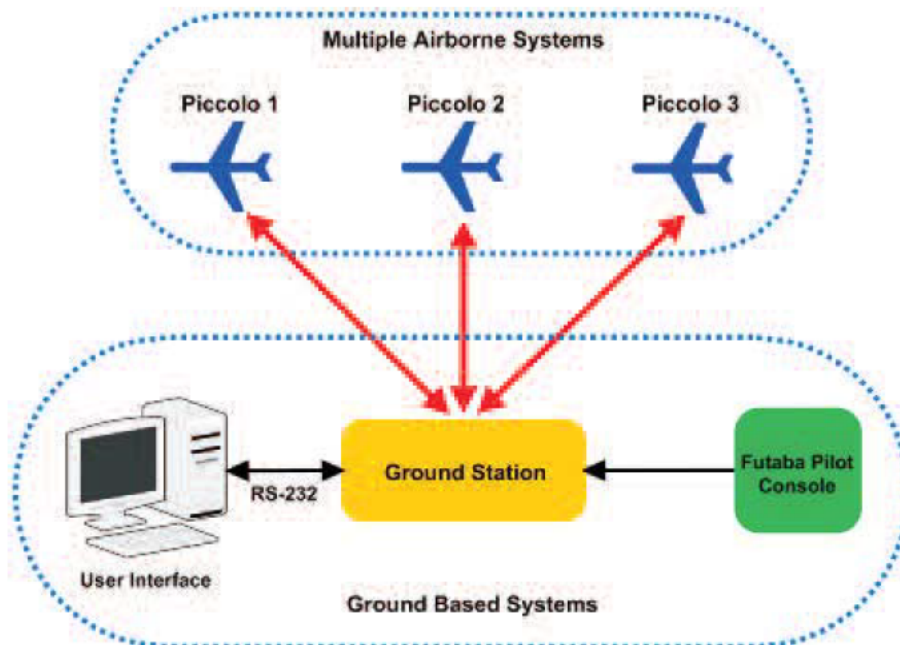 Multiple Airborne Systems
Piccolo 1
Piccolo 2
Piccolo 3
Ground Station
Futaba Pilot
Console
RS-232
User Interface
Ground Based Systems